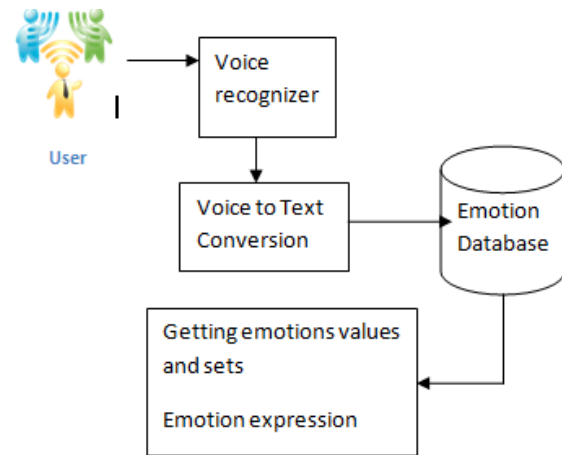 User
Voice
recognizer
Voice to Text
Conversion
Emotion
Database
Getting emotions values
and sets
Emotion expression